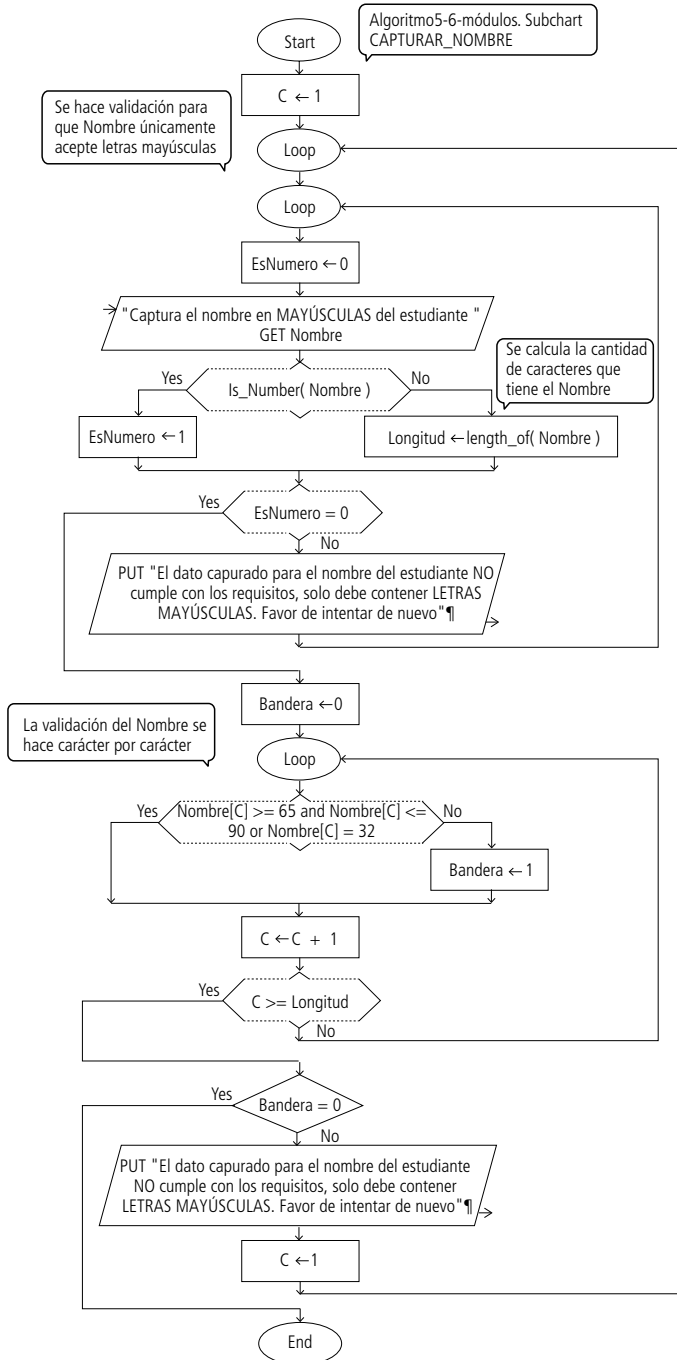 Algoritmo5-6-módulos. Subchart
CAPTURAR_NOMBRE
Start
C ← 1
Se hace validación para
que Nombre únicamente
acepte letras mayúsculas
Loop
Loop
EsNumero ←0
"Captura el nombre en MAYÚSCULAS del estudiante "
GET Nombre
Se calcula la cantidad
de caracteres que
tiene el Nombre
Yes
Is_Number( Nombre )
No
EsNumero ←1
Longitud ←length_of( Nombre )
Yes
EsNumero = 0
No
PUT "El dato capurado para el nombre del estudiante NO
cumple con los requisitos, solo debe contener LETRAS
MAYÚSCULAS. Favor de intentar de nuevo"¶
Bandera ←0
La validación del Nombre se
hace carácter por carácter
Loop
Yes
Nombre[C] >= 65 and Nombre[C] <=
90 or Nombre[C] = 32
No
Bandera ←1
C ←C + 1
Yes
C >= Longitud
No
Yes
Bandera = 0
No
PUT "El dato capurado para el nombre del estudiante
NO cumple con los requisitos, solo debe contener
LETRAS MAYÚSCULAS. Favor de intentar de nuevo"¶
C ←1
End